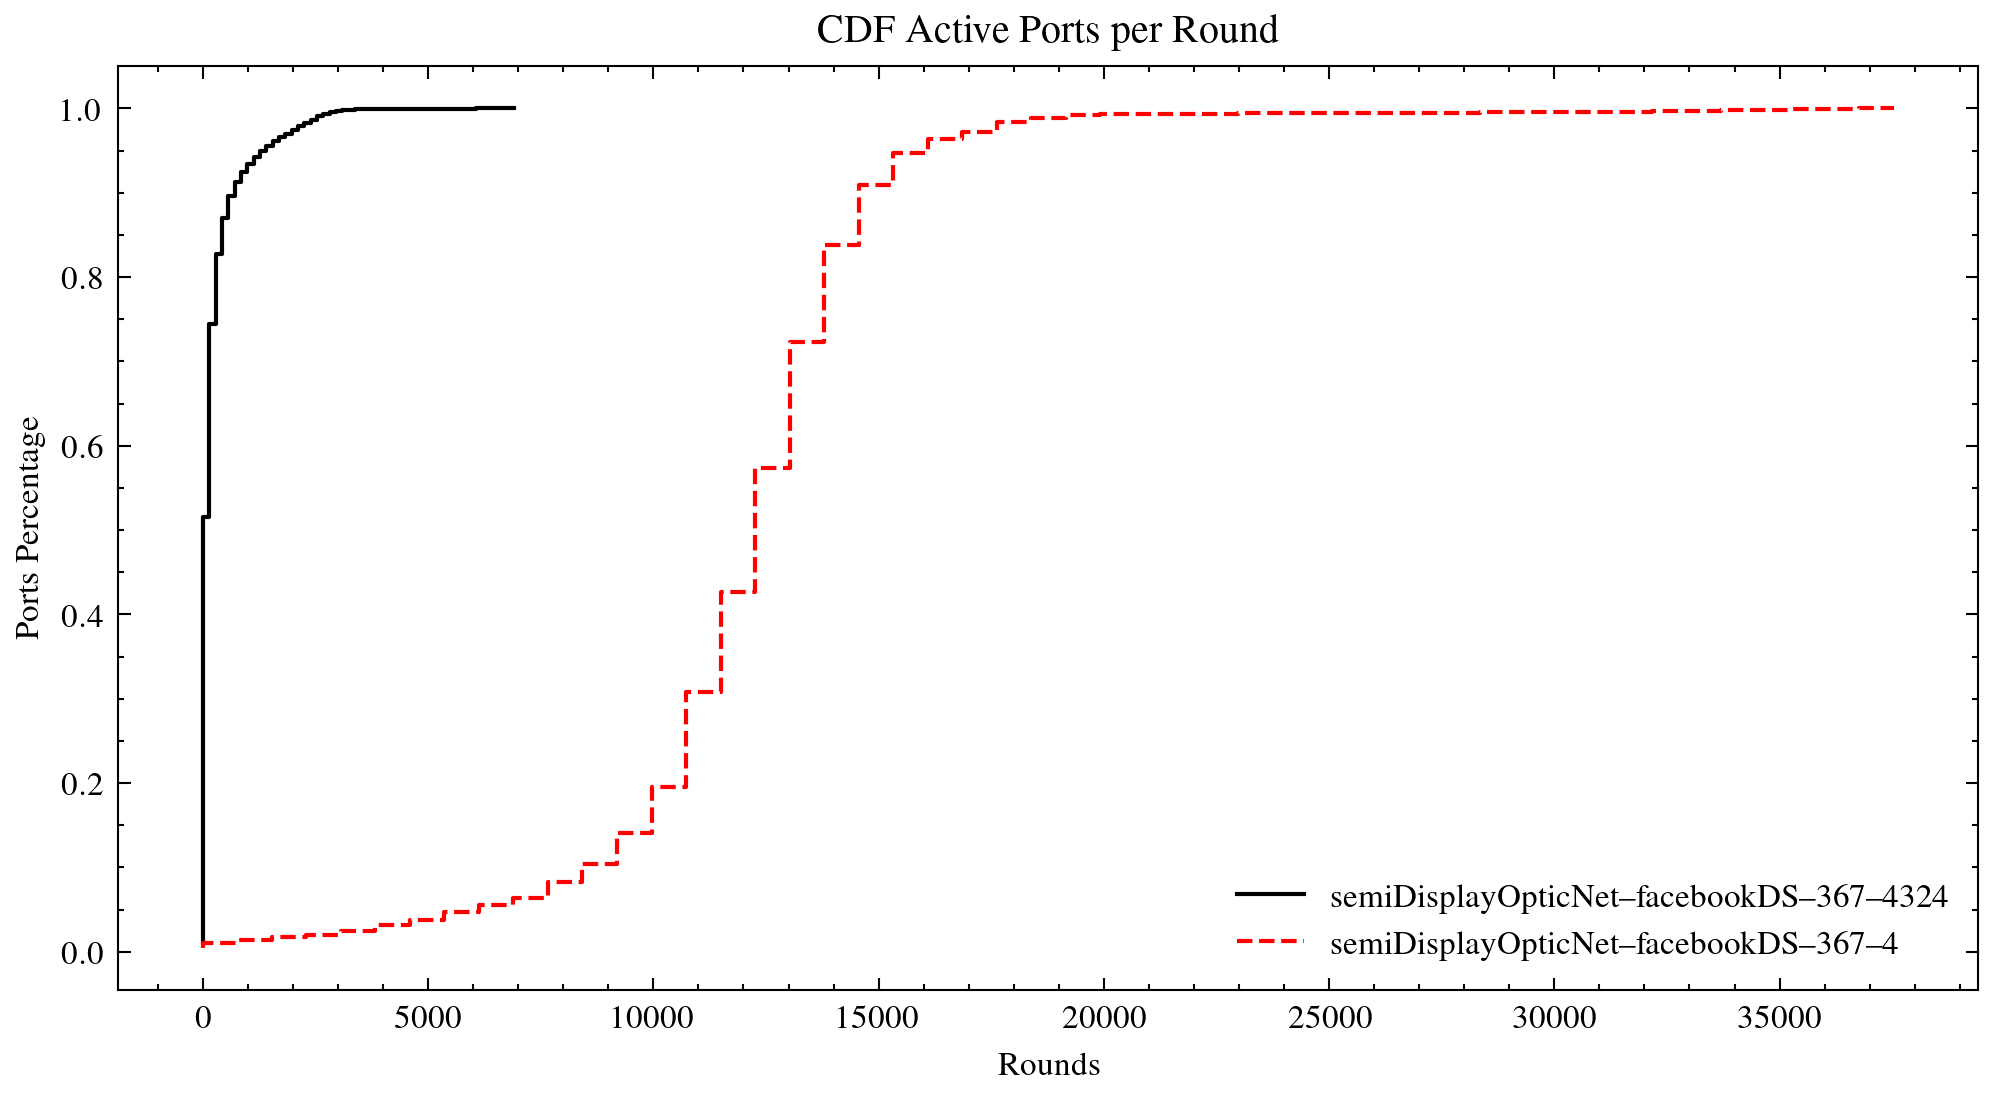 CDF Active Ports per Round
Ports Percentage
1.0
0.8
0.6
0.4
0.2
0.0
semiDisplayOpticNet–facebookDS–367–4324
semiDisplayOpticNet–facebookDS–367–4
0 5000 10000 15000 20000 25000 30000 35000
Rounds